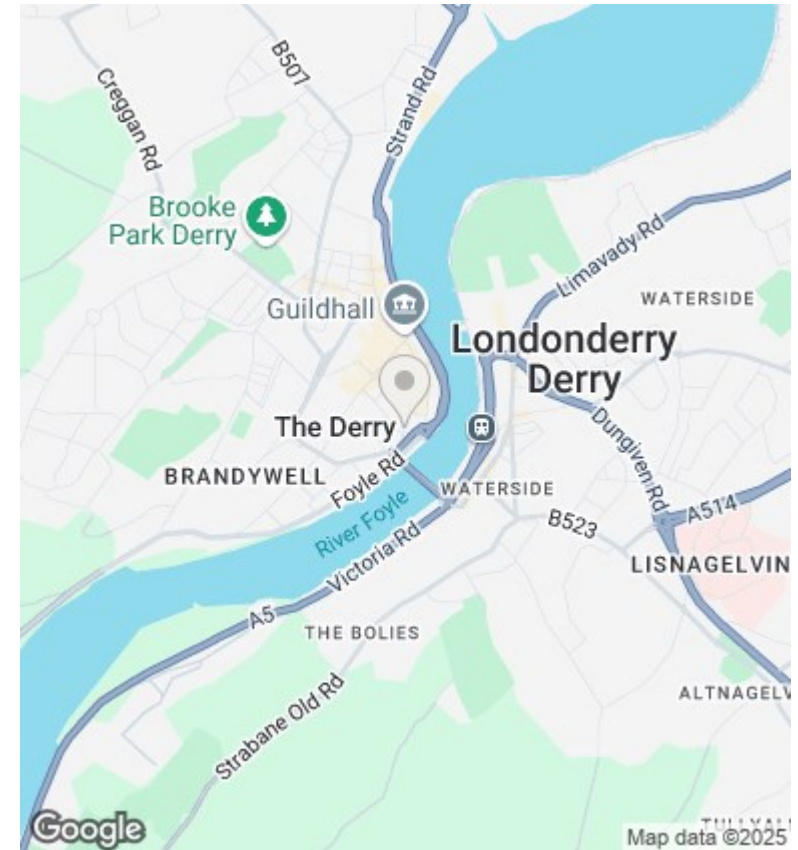 B507
Creggan Rd
Strand Rd
Brooke
Park Derry
Limavady Rd
WATERSIDE
Guildhall
Londonderry
Derry
The Derry
Dungiven Rd
BRANDYWELL
Foyle Rd
WATERSIDE
A514
River Foyle
B523
Victoria Rd
LISNAGELVIN
A5
THE BOLIES
Strabane Old Rd
ALTNAGELV
Google
Map data ©2025